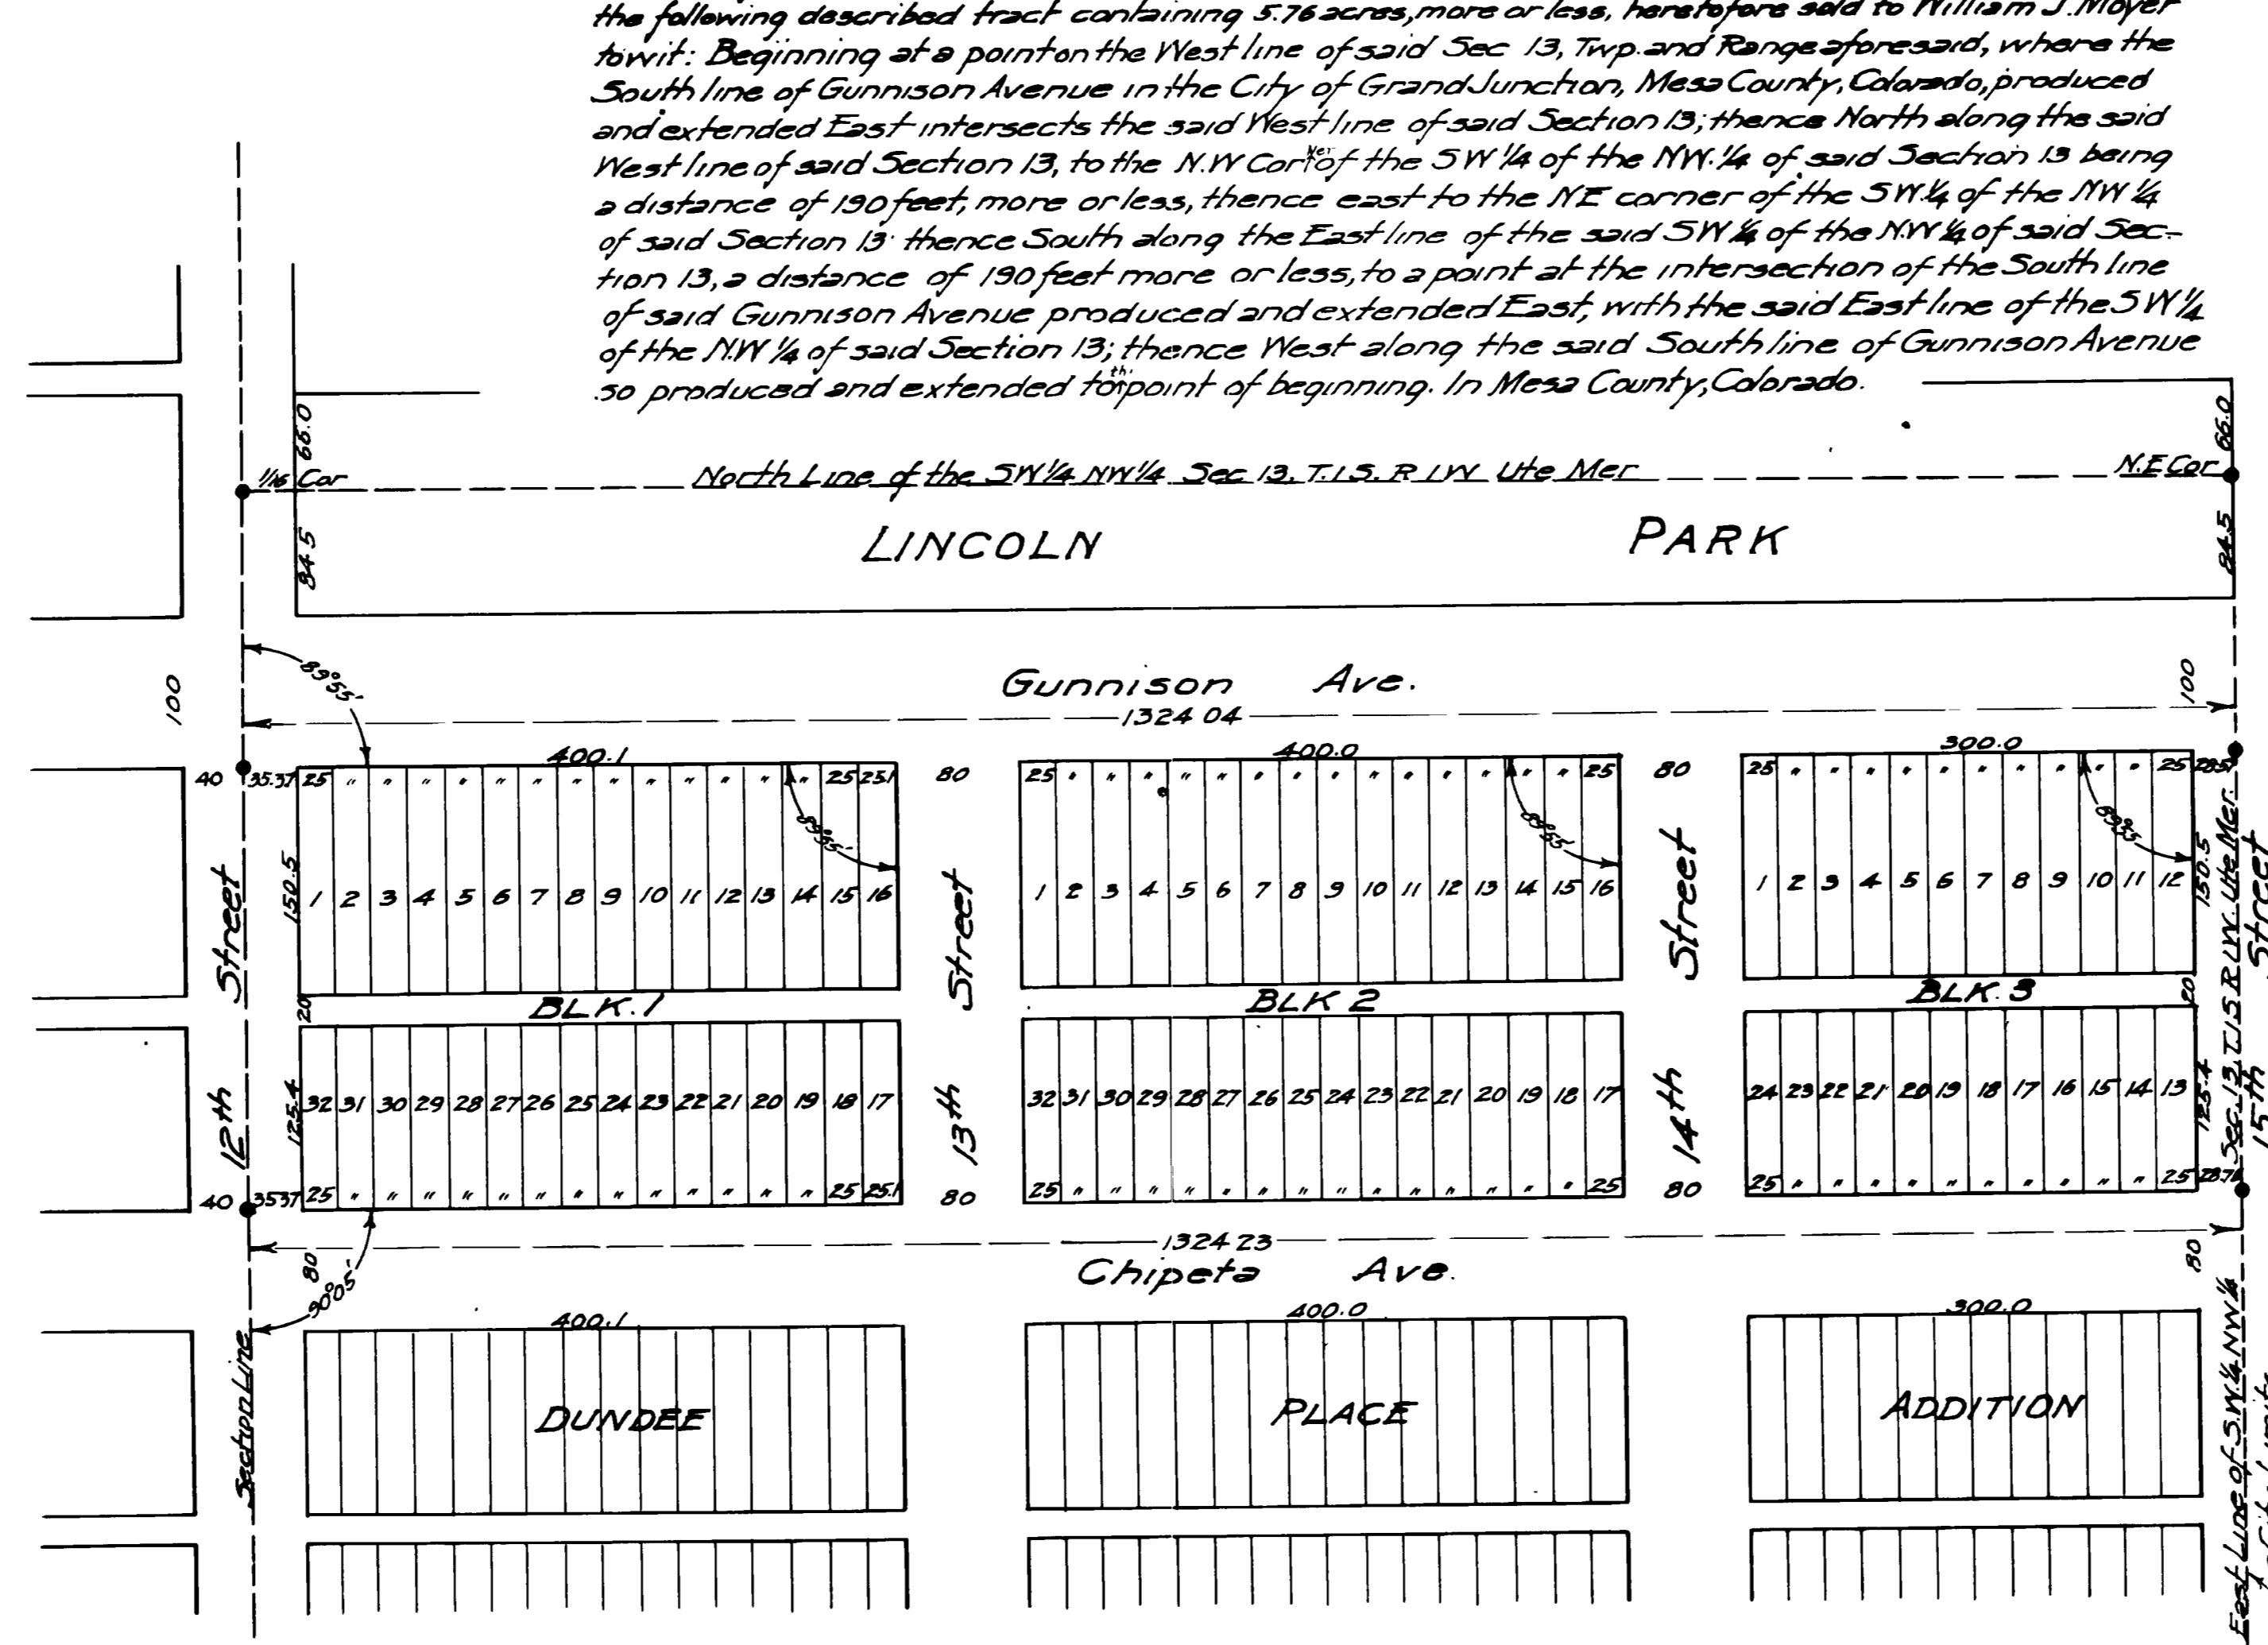 the following described tract containing 5.76 acres, more or less, heretofore sold to William J. Moyer
towit: Beginning at a point on the West line of said Sec 13, Twp. and Range aforesaid, where the
South line of Gunnison Avenue in the City of Grand Junction, Mesa County, Colorado, produced
and extended East intersects the said West line of said Section 13; thence North along the said
West line of said Section 13, to the N.W Corner of the SW 1/4 of the NW. 1/4 of said Section 13 being
a distance of 190 feet, more or less, thence east to the NE corner of the SW. 1/4 of the NW 1/4
of said Section 13 thence South along the East line of the said SW 1/4 of the N.W 1/4 of said Sec-
tion 13, a distance of 190 feet more or less, to a point at the intersection of the South line
of said Gunnison Avenue produced and extended East, with the said East line of the SW 1/4
of the N.W 1/4 of said Section 13; thence West along the said South line of Gunnison Avenue
so produced and extended to th. point of beginning. In Mesa County, Colorado.
66.0 66.0
1/16 Cor North Line of the SW 1/4 NW 1/4 Sec 13. T.1S. R 1W Ute Mer N.E Cor
84.5 LINCOLN PARK 84.5
89°55'
100 Gunnison Ave. 100
1324 04
400.1 400.0 300.0
40 35.37 25 " " " " " " " " " " " " " 25 25.1 80 25 " " " " " " " " " " " " " " 25 80 25 " " " " " " " " " " 25
89°55' 89°55' 89°55'
150.5 1 2 3 4 5 6 7 8 9 10 11 12 13 14 15 16 1 2 3 4 5 6 7 8 9 10 11 12 13 14 15 16 1 2 3 4 5 6 7 8 9 10 11 12 150.5
12th Street 13th Street 14th Street 15th Street
20 BLK. 1 BLK 2 BLK. 3 20
125.4 32 31 30 29 28 27 26 25 24 23 22 21 20 19 18 17 32 31 30 29 28 27 26 25 24 23 22 21 20 19 18 17 24 23 22 21 20 19 18 17 16 15 14 13 125.4
40 35 37 25 " " " " " " " " " " " " " 25 25.1 80 25 " " " " " " " " " " " " " " 25 80 25 " " " " " " " " " " 25 28.76
1324 23
80 Chipeta Ave. 80
90°05'
400.1 400.0 300.0
Section Line
DUNDEE PLACE ADDITION
East Line of S.W 1/4 NW 1/4 Sec. 13 T.1S R 1W. Ute Mer.